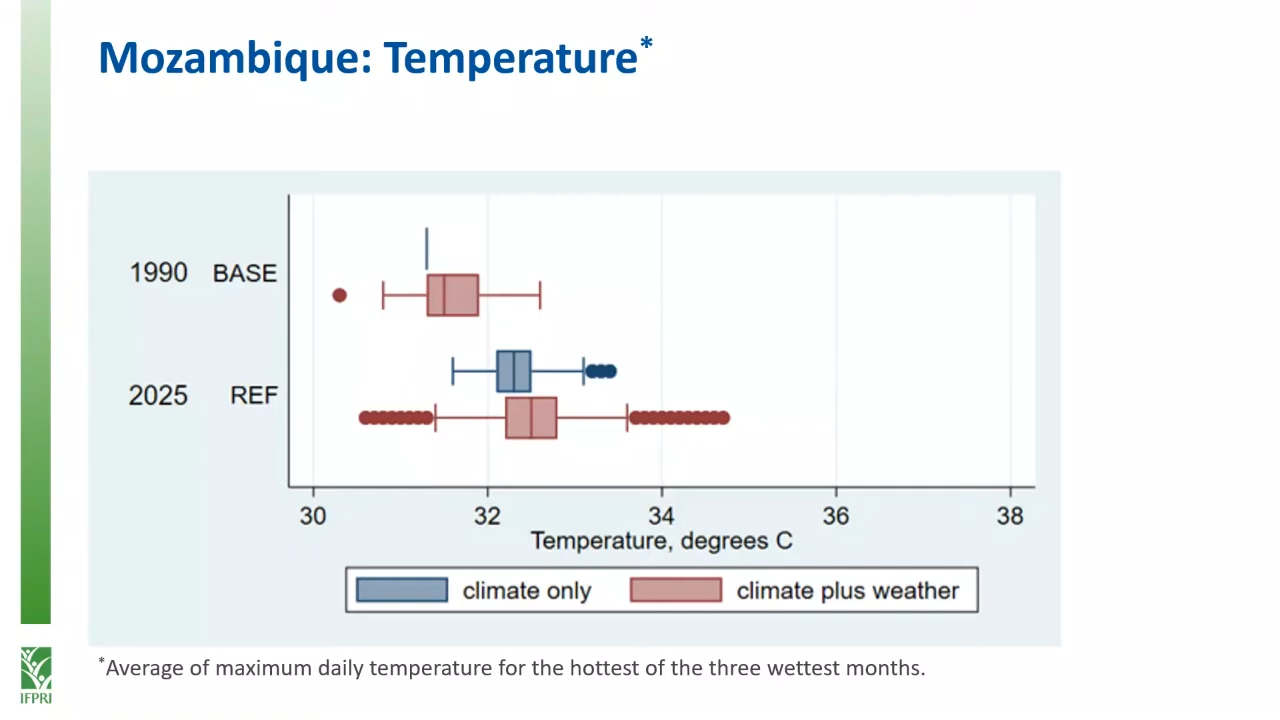 Mozambique: Temperature*
1990 BASE
2025 REF
30 32 34 36 38
Temperature, degrees C
climate only climate plus weather
*Average of maximum daily temperature for the hottest of the three wettest months.
IFPRI